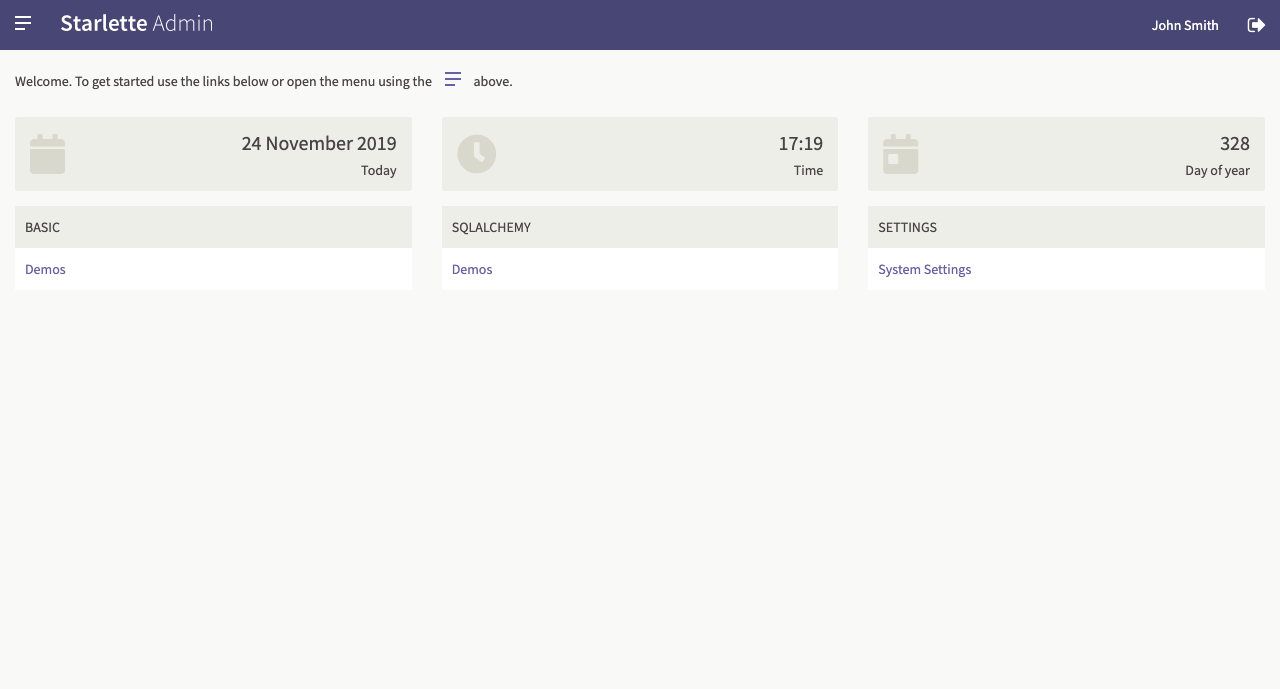 Starlette Admin
John Smith
Welcome. To get started use the links below or open the menu using the above.
24 November 2019
Today
17:19
Time
328
Day of year
BASIC
Demos
SQLALCHEMY
Demos
SETTINGS
System Settings